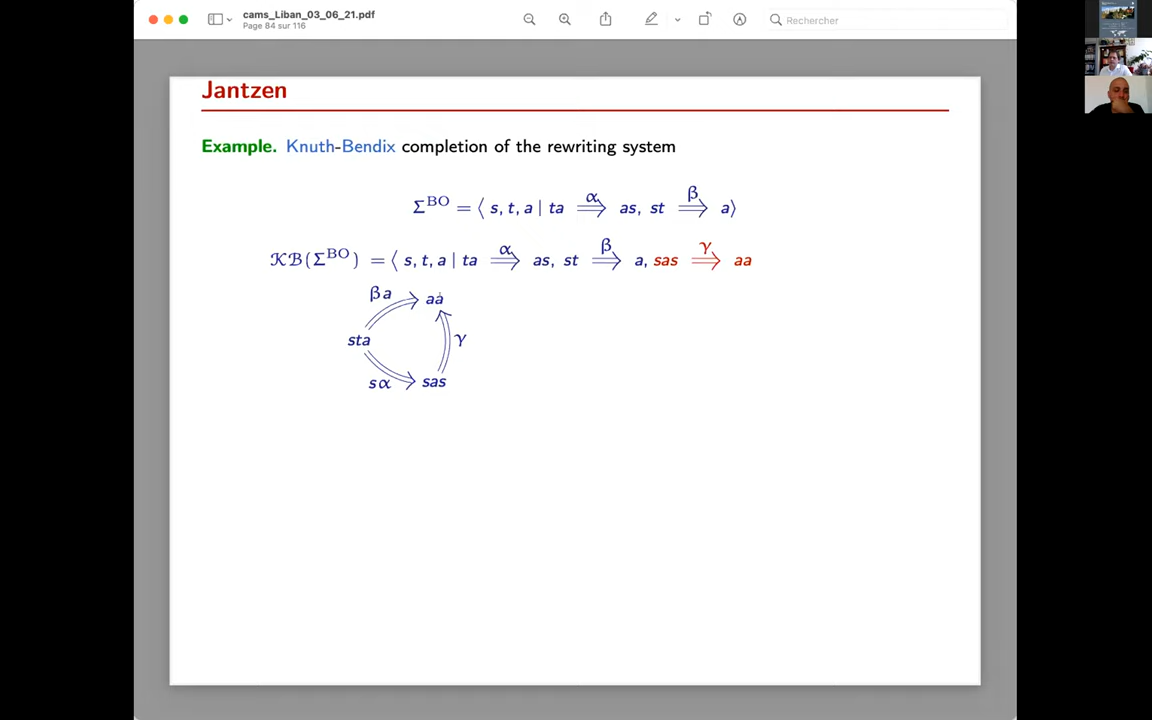 cams_Liban_03_06_21.pdf
Page 84 sur 116
Rechercher
Jantzen
Example. Knuth-Bendix completion of the rewriting system
Σ^BO = ⟨ s, t, a | ta ⇒^α as, st ⇒^β a⟩
𝒦ℬ(Σ^BO) = ⟨ s, t, a | ta ⇒^α as, st ⇒^β a, sas ⇒^γ aa
βa aa
sta γ
sα sas